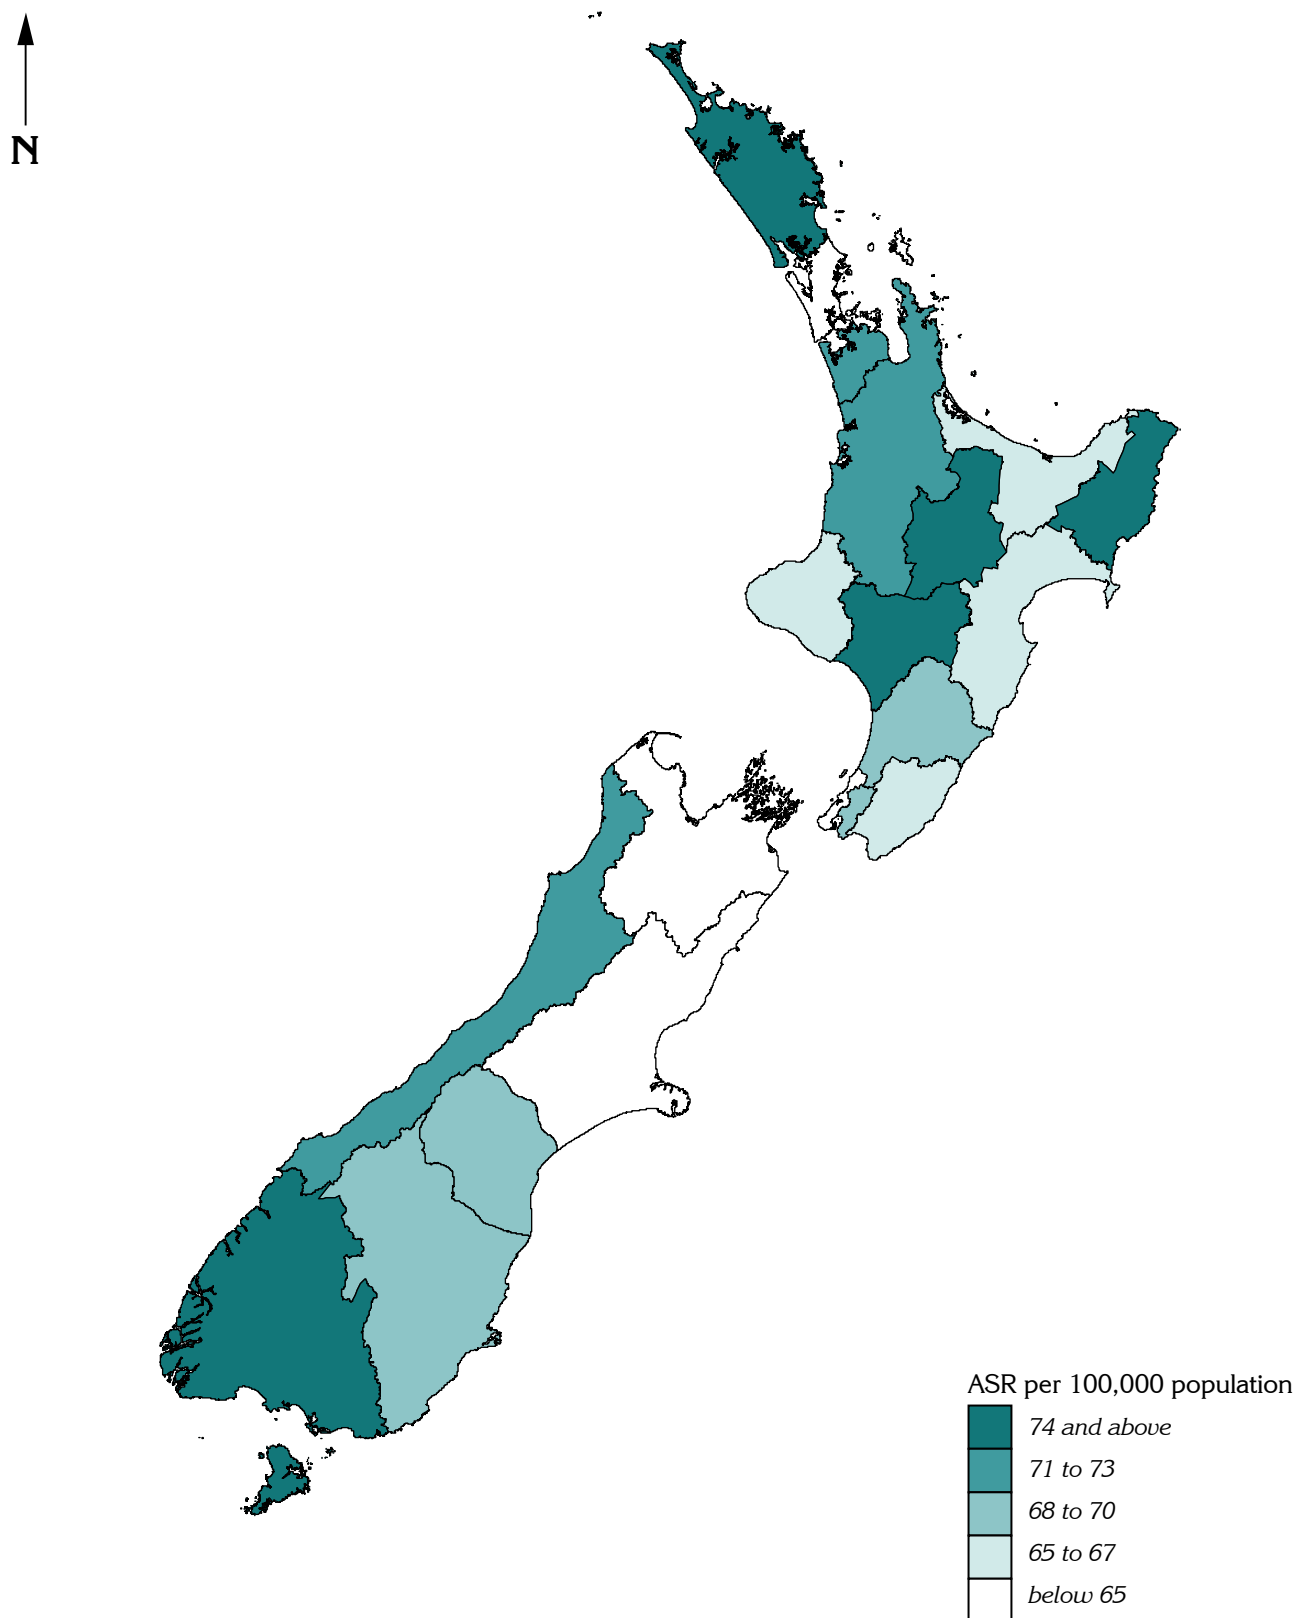 N
ASR per 100,000 population
74 and above
71 to 73
68 to 70
65 to 67
below 65